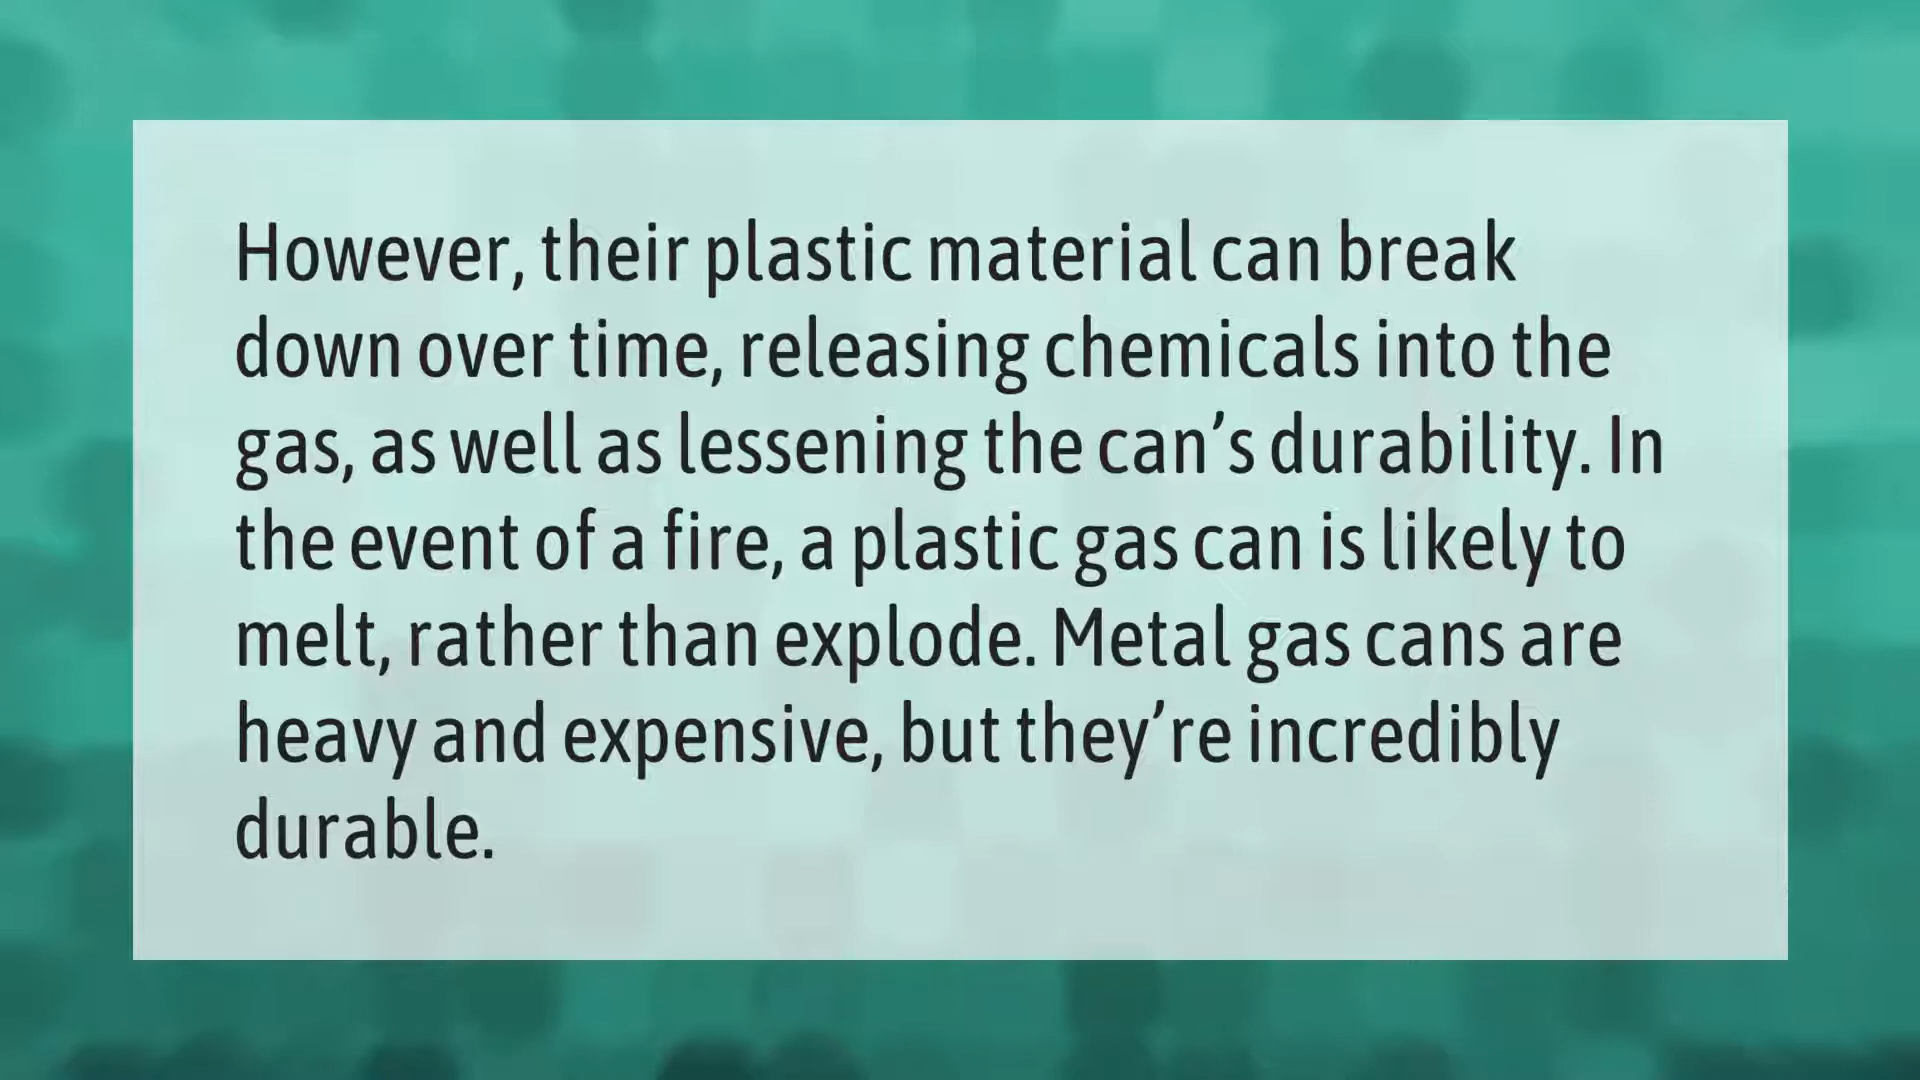 However, their plastic material can break
down over time, releasing chemicals into the
gas, as well as lessening the can’s durability. In
the event of a fire, a plastic gas can is likely to
melt, rather than explode. Metal gas cans are
heavy and expensive, but they’re incredibly
durable.